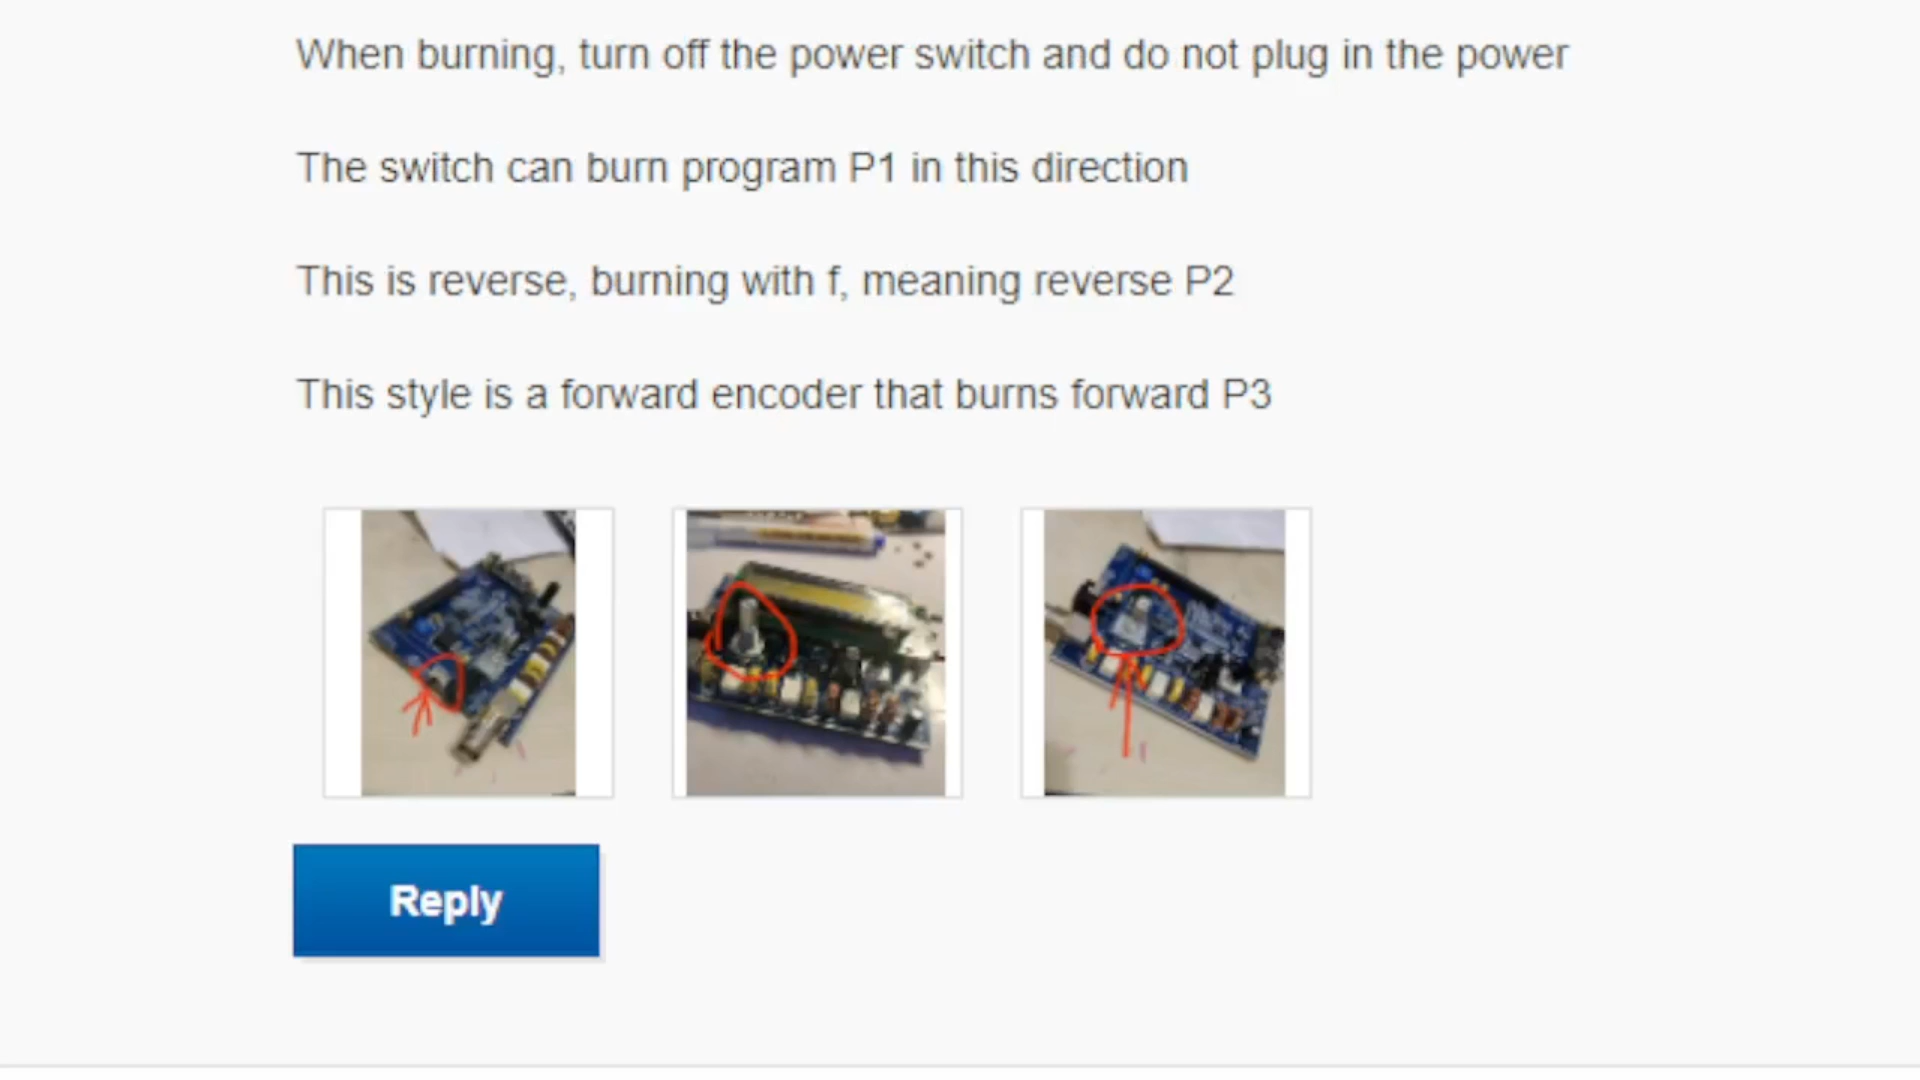 When burning, turn off the power switch and do not plug in the power
The switch can burn program P1 in this direction
This is reverse, burning with f, meaning reverse P2
This style is a forward encoder that burns forward P3
Reply